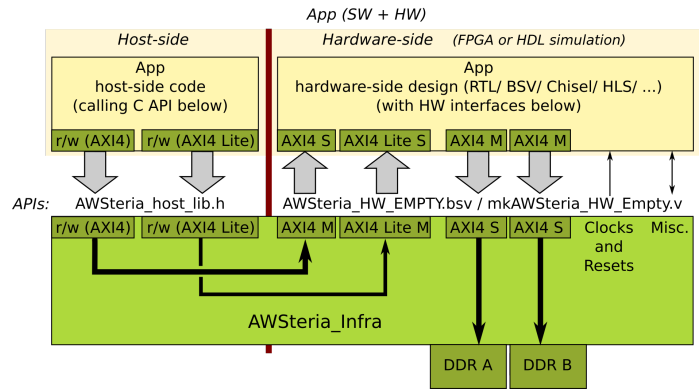 App (SW + HW)
Host-side
Hardware-side (FPGA or HDL simulation)
App
host-side code
(calling C API below)
App
hardware-side design (RTL/ BSV/ Chisel/ HLS/ ...)
(with HW interfaces below)
r/w (AXI4) r/w (AXI4 Lite) AXI4 S AXI4 Lite S AXI4 M AXI4 M
APIs: AWSteria_host_lib.h AWSteria_HW_EMPTY.bsv / mkAWSteria_HW_Empty.v
r/w (AXI4) r/w (AXI4 Lite) AXI4 M AXI4 Lite M AXI4 S AXI4 S
Clocks
and
Resets
Misc.
AWSteria_Infra
DDR A DDR B